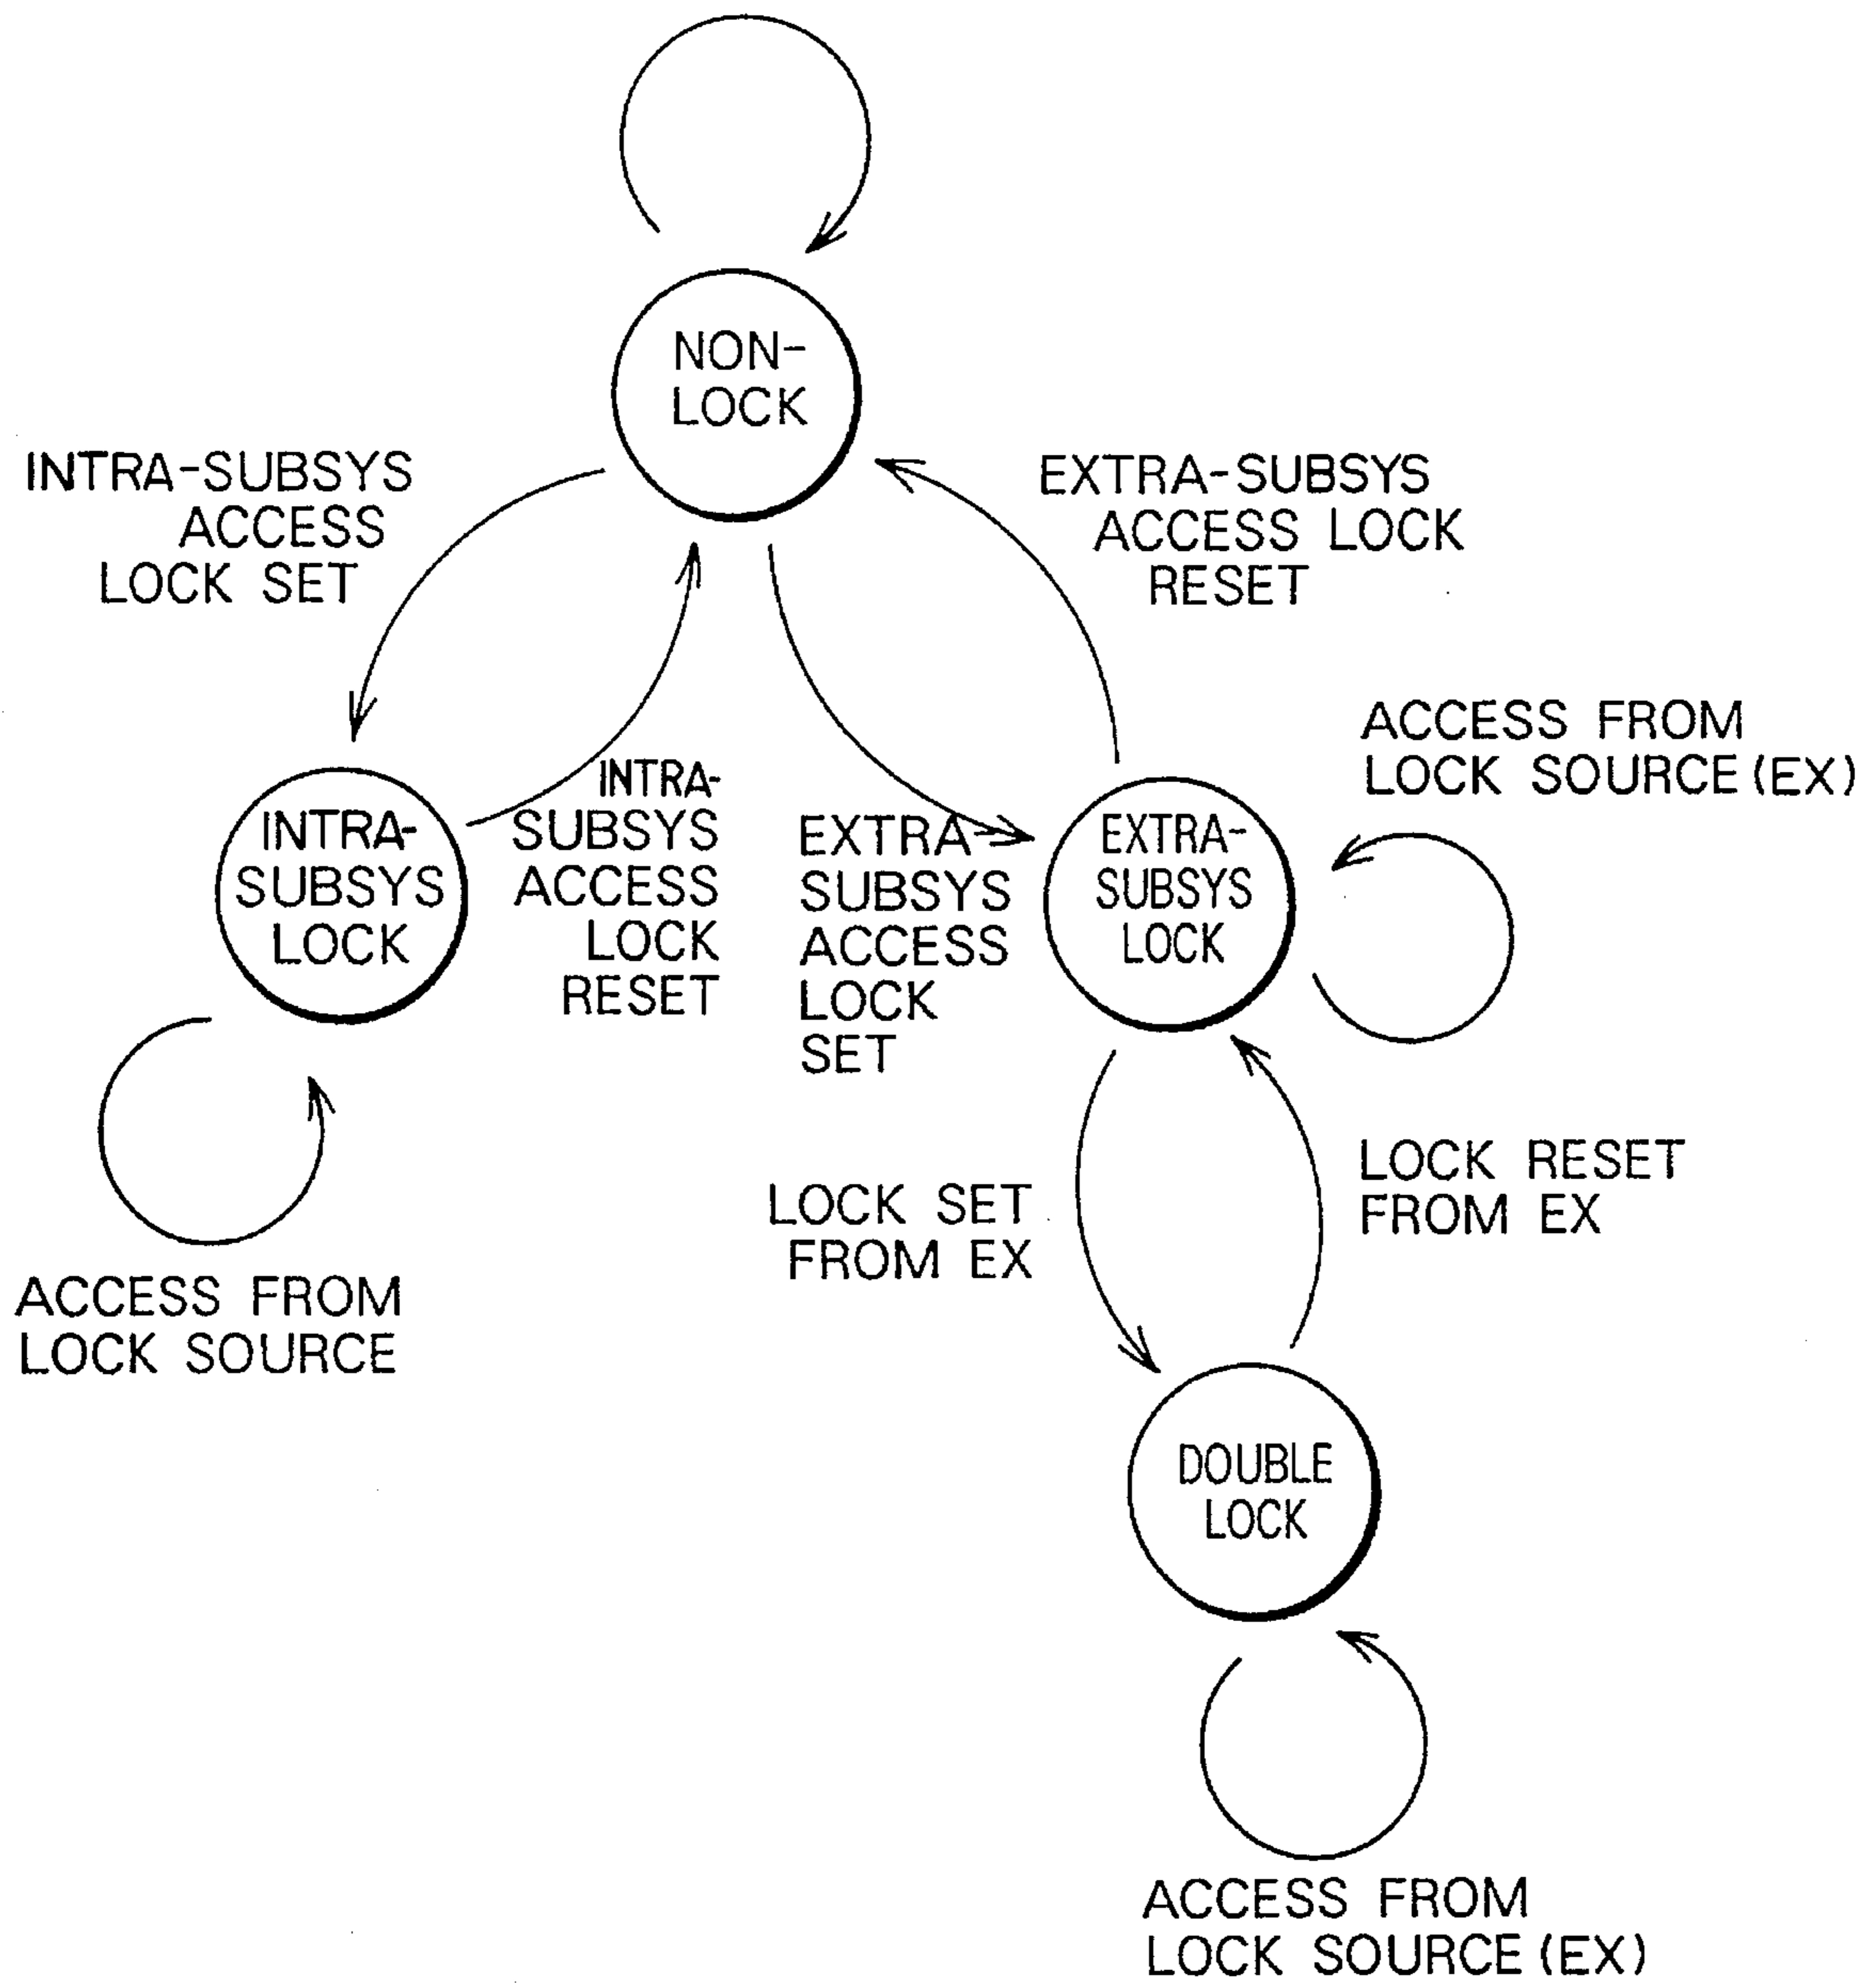 NON-
LOCK
INTRA-SUBSYS
ACCESS
LOCK SET
EXTRA-SUBSYS
ACCESS LOCK
RESET
INTRA-
SUBSYS
LOCK
INTRA-
SUBSYS
ACCESS
LOCK
RESET
EXTRA-
SUBSYS
ACCESS
LOCK
SET
EXTRA-
SUBSYS
LOCK
ACCESS FROM
LOCK SOURCE (EX)
ACCESS FROM
LOCK SOURCE
LOCK SET
FROM EX
LOCK RESET
FROM EX
DOUBLE
LOCK
ACCESS FROM
LOCK SOURCE (EX)